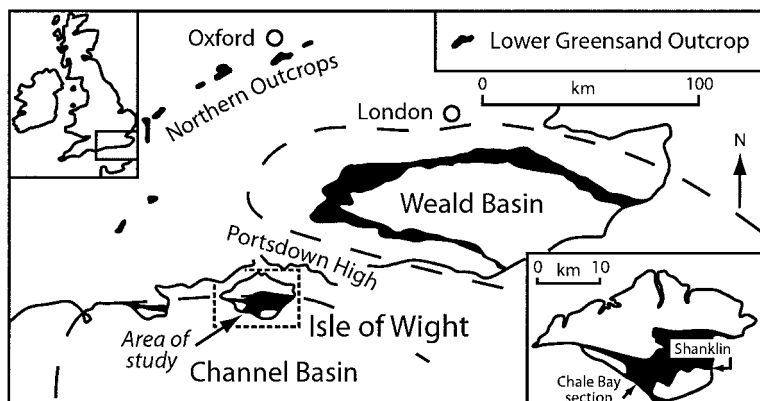 Oxford
Lower Greensand Outcrop
0 100
km
Northern Outcrops
London
N
Weald Basin
Portsdown High
0 10
km
Isle of Wight
Area of
study
Channel Basin
Shanklin
Chale Bay
section